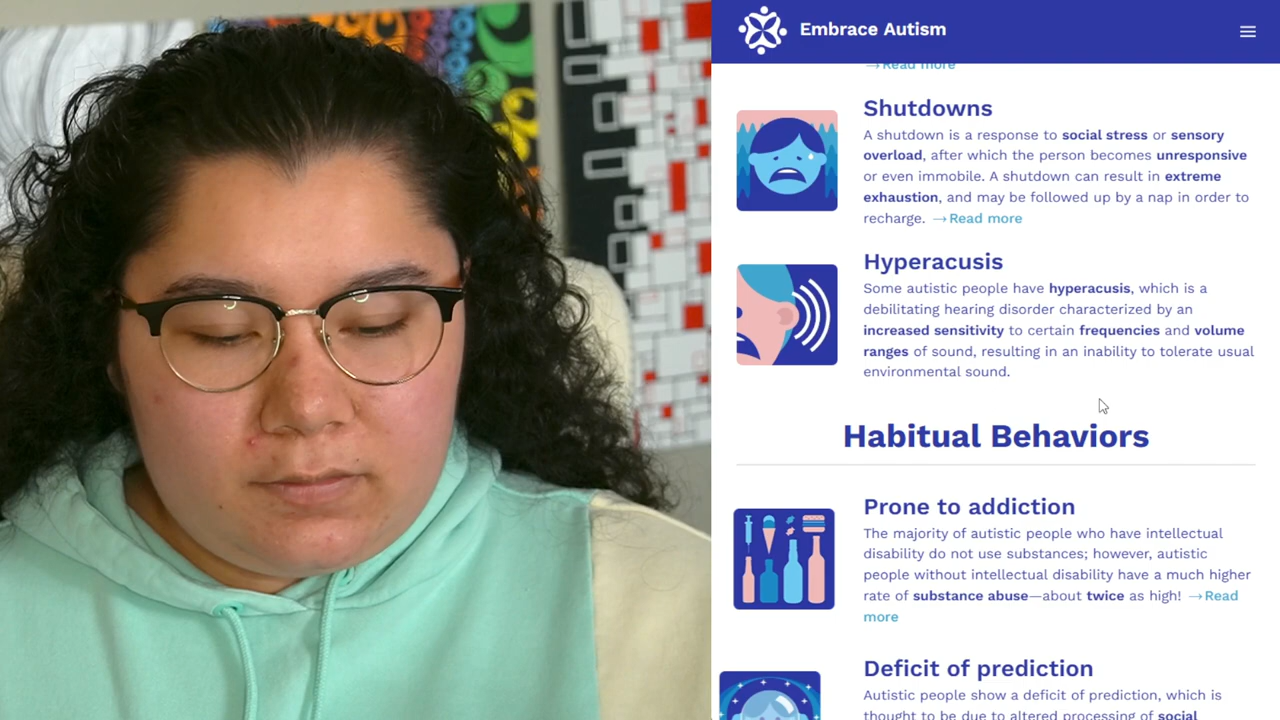 Embrace Autism
→Read more
Shutdowns
A shutdown is a response to social stress or sensory
overload, after which the person becomes unresponsive
or even immobile. A shutdown can result in extreme
exhaustion, and may be followed up by a nap in order to
recharge. →Read more
Hyperacusis
Some autistic people have hyperacusis, which is a
debilitating hearing disorder characterized by an
increased sensitivity to certain frequencies and volume
ranges of sound, resulting in an inability to tolerate usual
environmental sound.
Habitual Behaviors
Prone to addiction
The majority of autistic people who have intellectual
disability do not use substances; however, autistic
people without intellectual disability have a much higher
rate of substance abuse—about twice as high! →Read
more
Deficit of prediction
Autistic people show a deficit of prediction, which is
thought to be due to altered processing of social